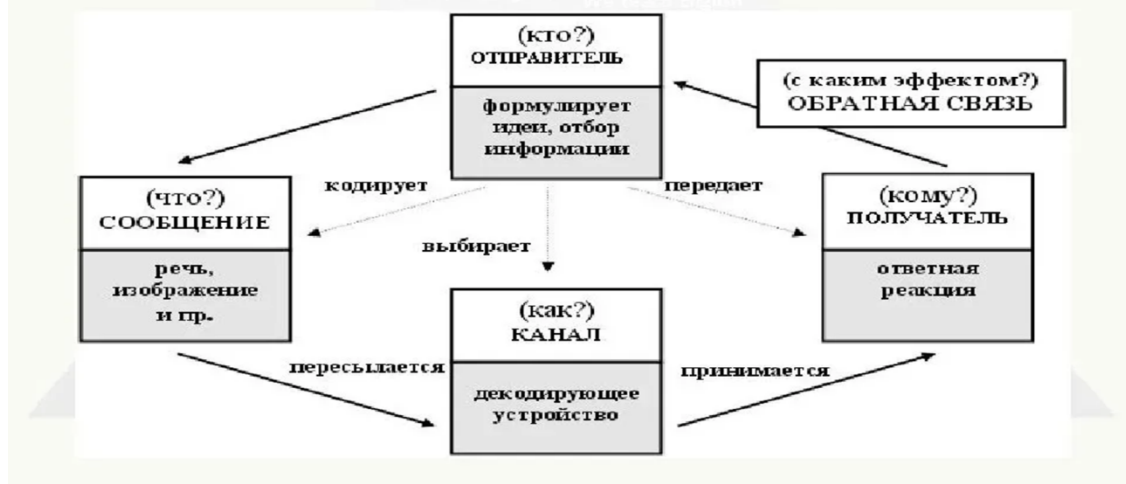 (кто?)
ОТПРАВИТЕЛЬ
формулирует
идеи, отбор
информации
(с каким эффектом?)
ОБРАТНАЯ СВЯЗЬ
кодирует
передает
(что?)
СООБЩЕНИЕ
речь,
изображение
и пр.
выбирает
(кому?)
ПОЛУЧАТЕЛЬ
ответная
реакция
(как?)
КАНАЛ
декодирующее
устройство
пересылается
принимается